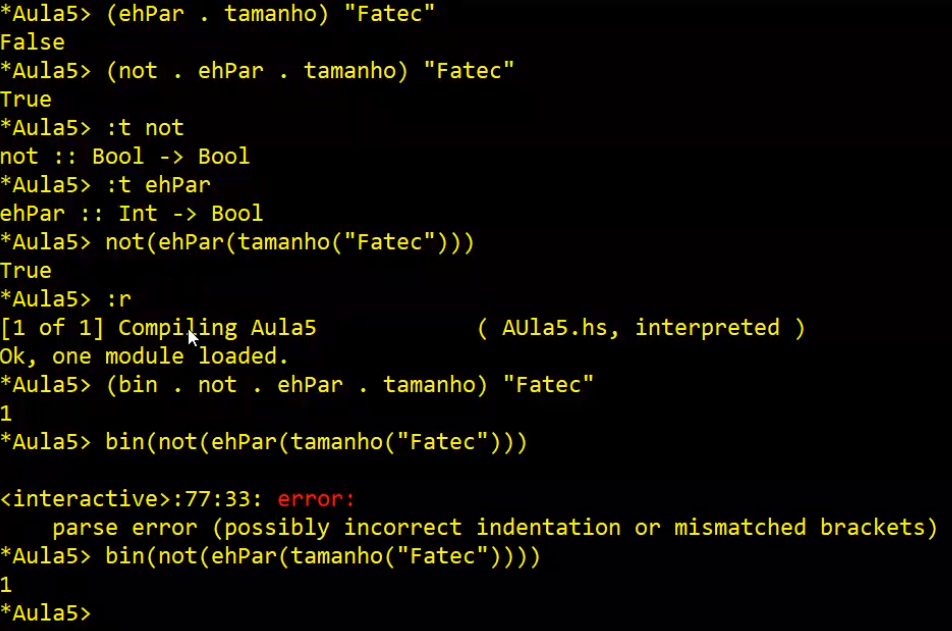 *Aula5> (ehPar . tamanho) "Fatec"
False
*Aula5> (not . ehPar . tamanho) "Fatec"
True
*Aula5> :t not
not :: Bool -> Bool
*Aula5> :t ehPar
ehPar :: Int -> Bool
*Aula5> not(ehPar(tamanho("Fatec")))
True
*Aula5> :r
[1 of 1] Compiling Aula5            ( AUla5.hs, interpreted )
Ok, one module loaded.
*Aula5> (bin . not . ehPar . tamanho) "Fatec"
1
*Aula5> bin(not(ehPar(tamanho("Fatec")))
<interactive>:77:33: error:
    parse error (possibly incorrect indentation or mismatched brackets)
*Aula5> bin(not(ehPar(tamanho("Fatec"))))
1
*Aula5>